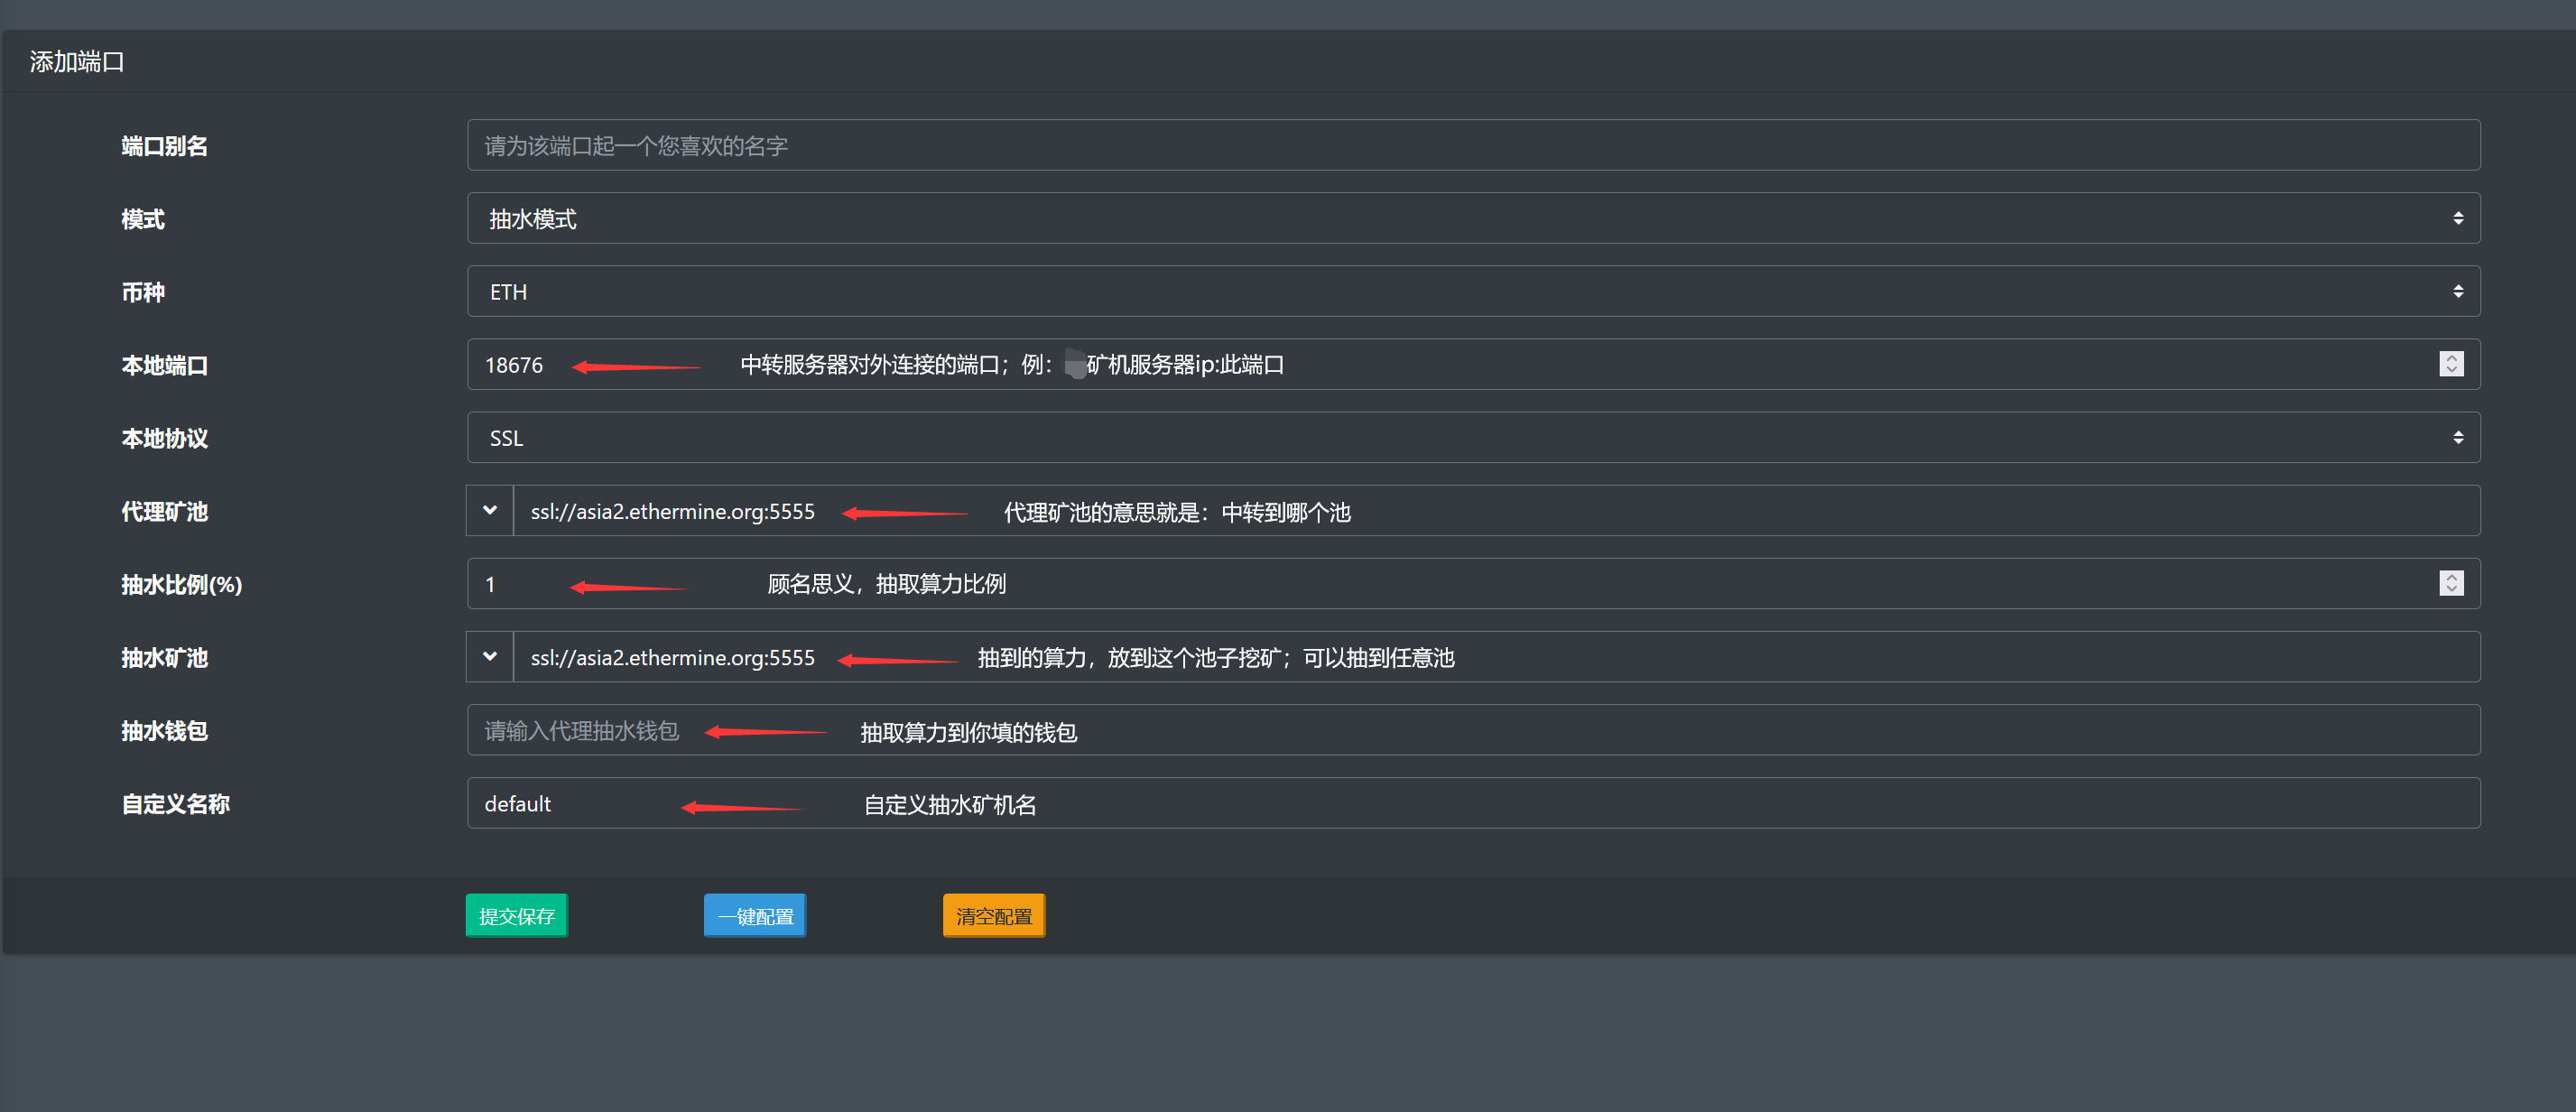 添加端口
端口别名 请为该端口起一个您喜欢的名字
模式 抽水模式
币种 ETH
本地端口 18676 中转服务器对外连接的端口；例： 矿机服务器ip:此端口
本地协议 SSL
代理矿池 ssl://asia2.ethermine.org:5555 代理矿池的意思就是：中转到哪个池
抽水比例(%) 1 顾名思义，抽取算力比例
抽水矿池 ssl://asia2.ethermine.org:5555 抽到的算力，放到这个池子挖矿；可以抽到任意池
抽水钱包 请输入代理抽水钱包 抽取算力到你填的钱包
自定义名称 default 自定义抽水矿机名
提交保存 一键配置 清空配置